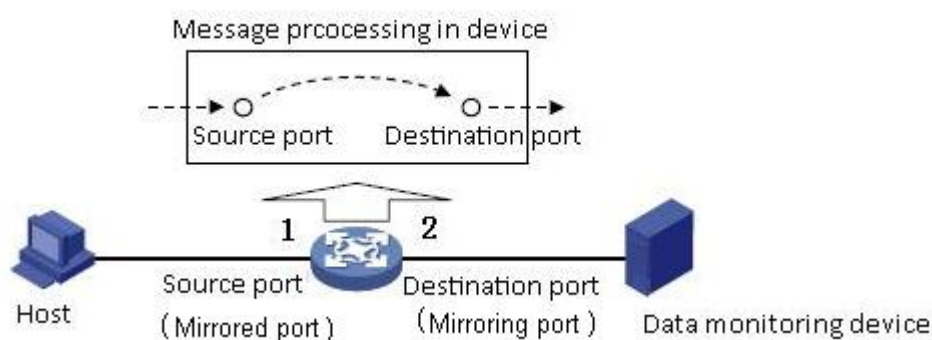 Message prcocessing in device
Source port
Destination port
1
2
Source port
(Mirrored port)
Destination port
(Mirroring port)
Host
Data monitoring device